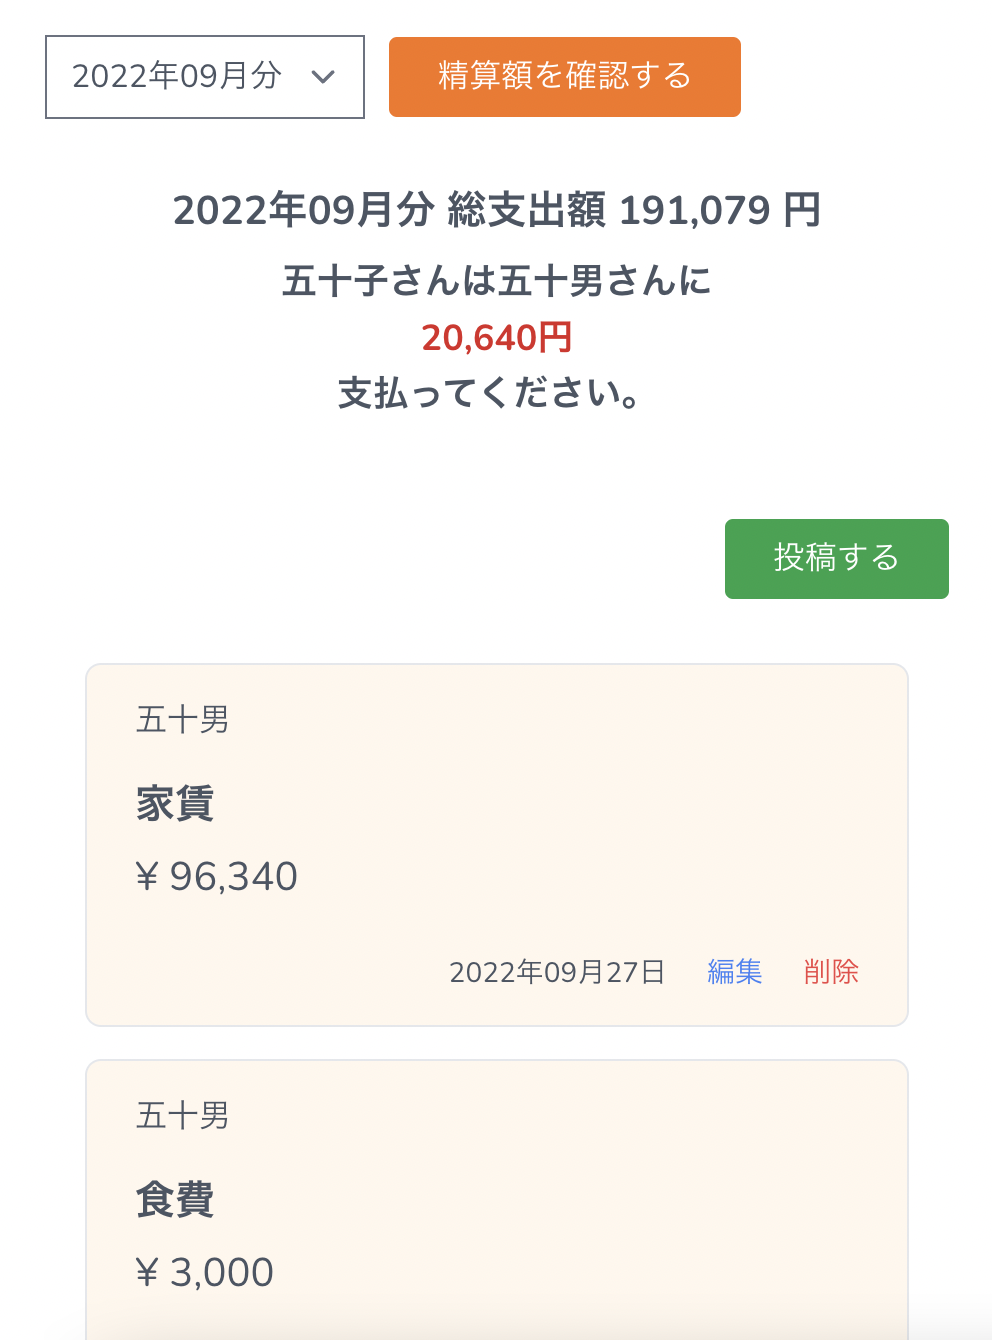 2022年09月分
精算額を確認する
2022年09月分 総支出額 191,079 円
五十子さんは五十男さんに
20,640円
支払ってください。
投稿する
五十男
家賃
¥ 96,340
2022年09月27日 編集 削除
五十男
食費
¥ 3,000